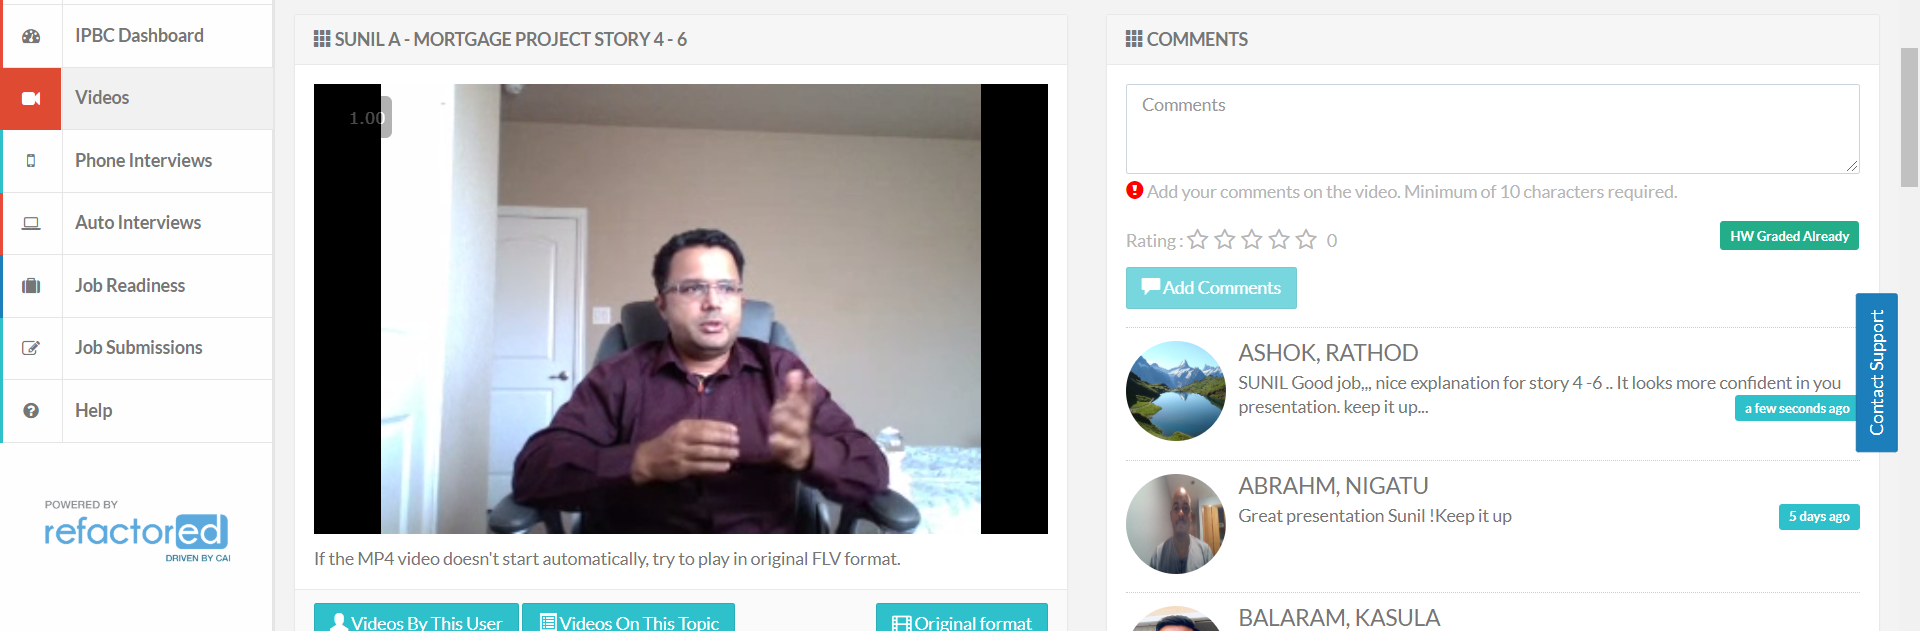 IPBC Dashboard
Videos
Phone Interviews
Auto Interviews
Job Readiness
Job Submissions
Help
POWERED BY
refactored
DRIVEN BY CAI
SUNIL A - MORTGAGE PROJECT STORY 4 - 6
1.00
If the MP4 video doesn't start automatically, try to play in original FLV format.
Videos By This User
Videos On This Topic
Original format
COMMENTS
Comments
Add your comments on the video. Minimum of 10 characters required.
Rating : 0
HW Graded Already
Add Comments
ASHOK, RATHOD
SUNIL Good job,,, nice explanation for story 4 -6 .. It looks more confident in you
presentation. keep it up...
a few seconds ago
ABRAHM, NIGATU
Great presentation Sunil !Keep it up
5 days ago
BALARAM, KASULA
Contact Support